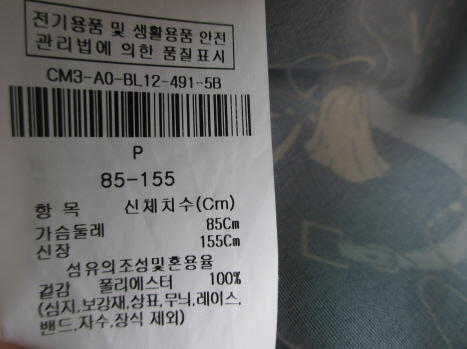 전기용품 및 생활용품 안전
관리법에 의한 품질표시
CM3-A0-BL12-491-5B
P
85-155
항 목 신체치수(Cm)
가슴둘레 85Cm
신장 155Cm
섬유의조성및혼용율
겉감 폴리에스터 100%
(심지,보강재,상표,무늬,레이스,
밴드,자수,장식 제외)